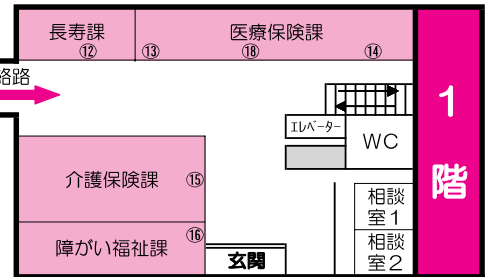 長寿課
医療保険課
⑫
⑬
⑱
⑭
絡路
1階
エレベーター
WC
介護保険課
⑮
相談
室1
障がい福祉課
⑯
相談
室2
玄関